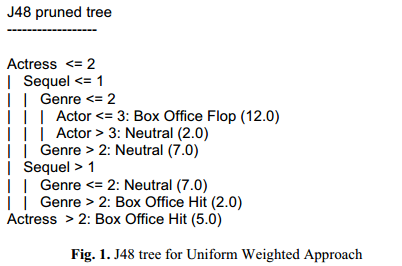 J48 pruned tree
------------------
Actress <= 2
| Sequel <= 1
| | Genre <= 2
| | | Actor <= 3: Box Office Flop (12.0)
| | | Actor > 3: Neutral (2.0)
| | Genre > 2: Neutral (7.0)
| Sequel > 1
| | Genre <= 2: Neutral (7.0)
| | Genre > 2: Box Office Hit (2.0)
Actress > 2: Box Office Hit (5.0)
Fig. 1. J48 tree for Uniform Weighted Approach